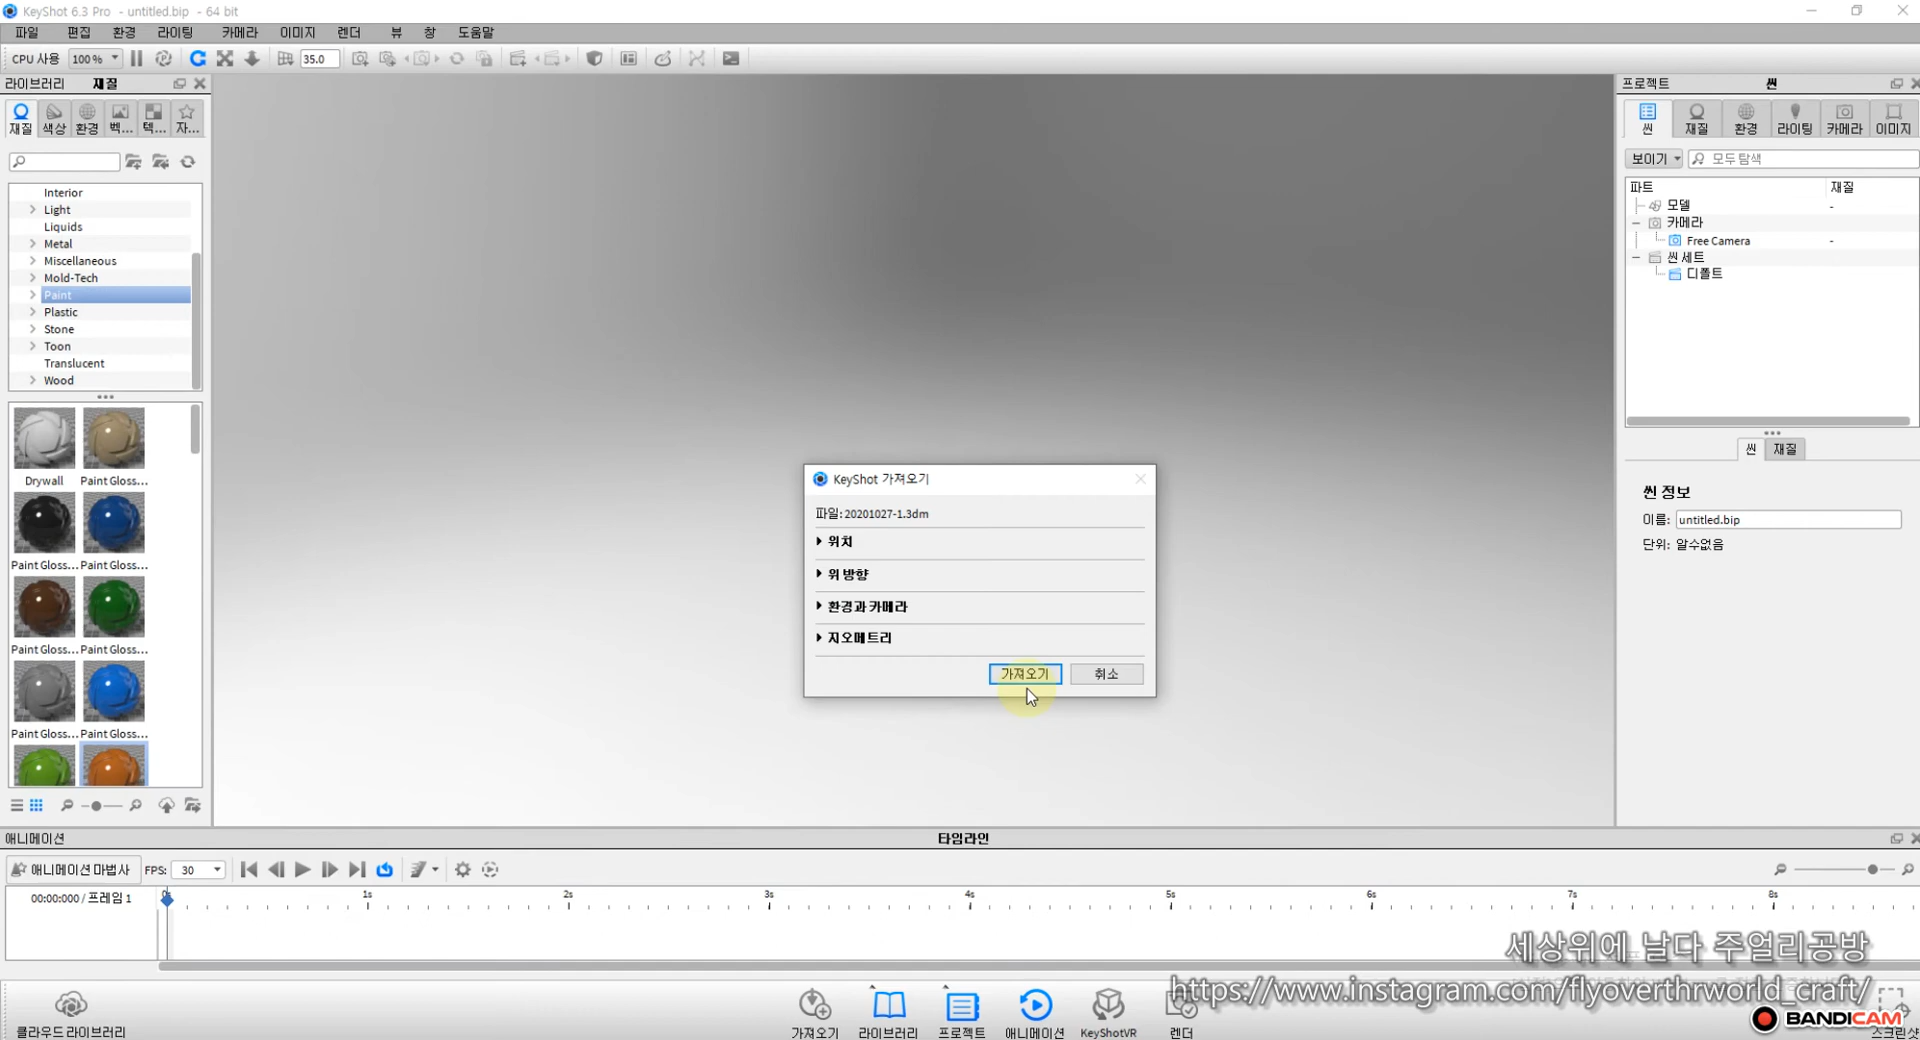 KeyShot 6.3 Pro - untitled.bip - 64 bit
파일 편집 환경 라이팅 카메라 이미지 렌더 뷰 창 도움말
CPU 사용 100 % 35.0
라이브러리 재질
재질 색상 환경 벡... 텍... 자...
Interior
Light
Liquids
Metal
Miscellaneous
Mold-Tech
Paint
Plastic
Stone
Toon
Translucent
Wood
Drywall Paint Gloss...
Paint Gloss... Paint Gloss...
Paint Gloss... Paint Gloss...
Paint Gloss... Paint Gloss...
KeyShot 가져오기
파일: 20201027-1.3dm
위치
위 방향
환경과 카메라
지오메트리
가져오기 취소
프로젝트 씬
씬 재질 환경 라이팅 카메라 이미지
보이기 모두 탐색
파트 재질
모델 -
카메라
Free Camera -
씬 세트
디폴트
씬 재질
씬 정보
이름: untitled.bip
단위: 알수없음
애니메이션 타임라인
애니메이션 마법사 FPS: 30
00:00:000 / 프레임 1 0s 1s 2s 3s 4s 5s 6s 7s 8s
세상위에 날다 주얼리공방
https://www.instagram.com/flyoverthrworld_craft/
클라우드 라이브러리 가져오기 라이브러리 프로젝트 애니메이션 KeyShotVR 렌더 스크린샷
BANDICAM